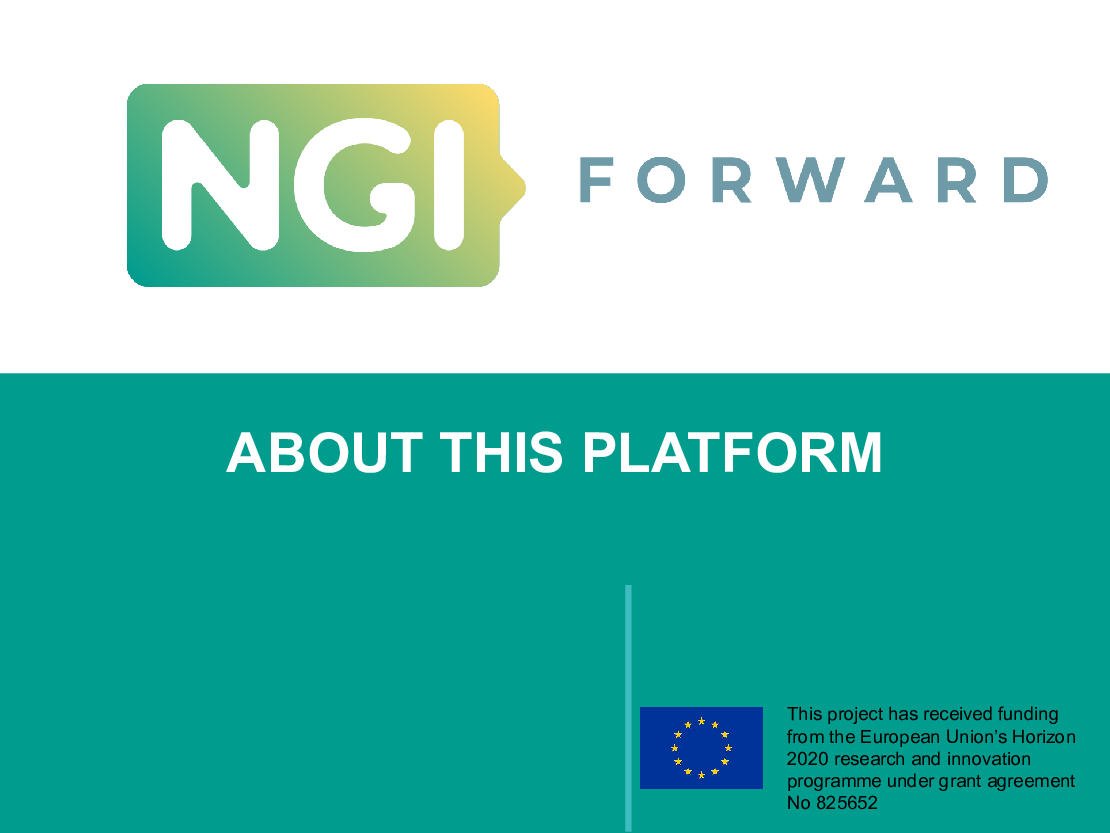 NGI FORWARD
ABOUT THIS PLATFORM
This project has received funding
from the European Union’s Horizon
2020 research and innovation
programme under grant agreement
No 825652